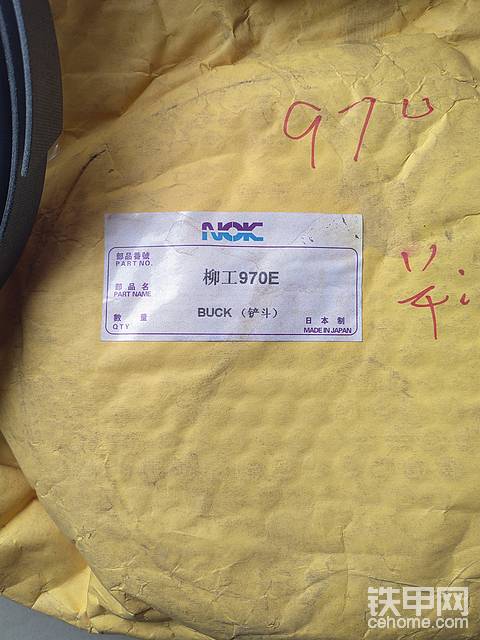 970
NOK
部品番號
PART NO.
柳工970E
部品名
PART NAME
BUCK（铲斗）
數量
QTY
日本制
MADE IN JAPAN
铁甲网
cehome.com